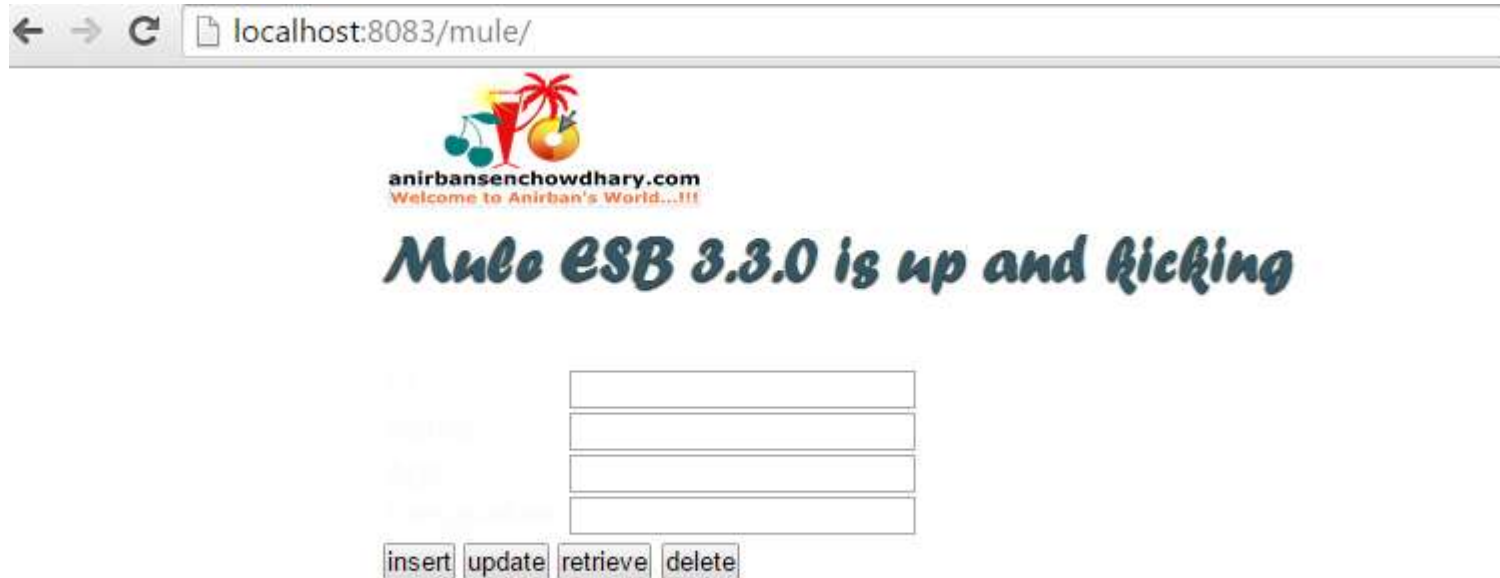 localhost:8083/mule/
anirbansenchowdhary.com
Welcome to Anirban's World...!!!
Mule ESB 3.3.0 is up and kicking
insert update retrieve delete